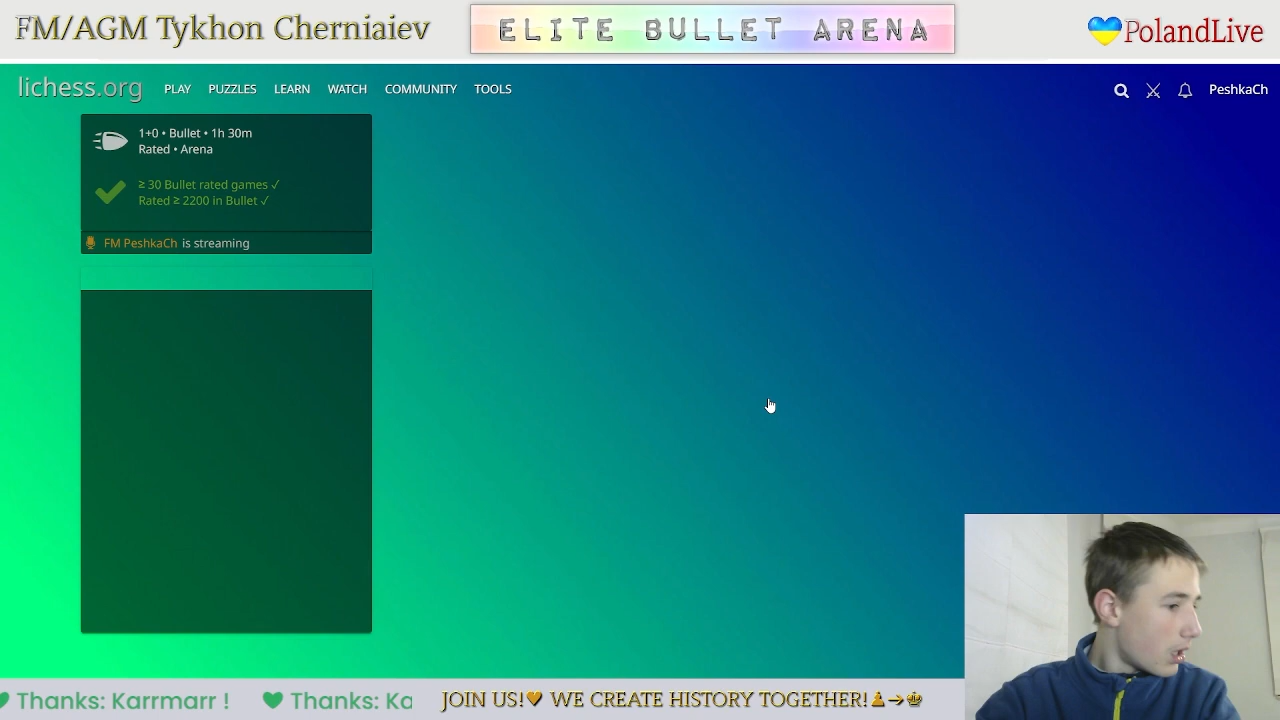 FM/AGM Tykhon Cherniaiev
ELITE BULLET ARENA
PolandLive
lichess.org PLAY PUZZLES LEARN WATCH COMMUNITY TOOLS PeshkaCh
1+0 • Bullet • 1h 30m
Rated • Arena
≥ 30 Bullet rated games ✓
Rated ≥ 2200 in Bullet ✓
FM PeshkaCh is streaming
Thanks: Karrmarr ! Thanks: Ka
JOIN US!🧡 WE CREATE HISTORY TOGETHER!♟→♚